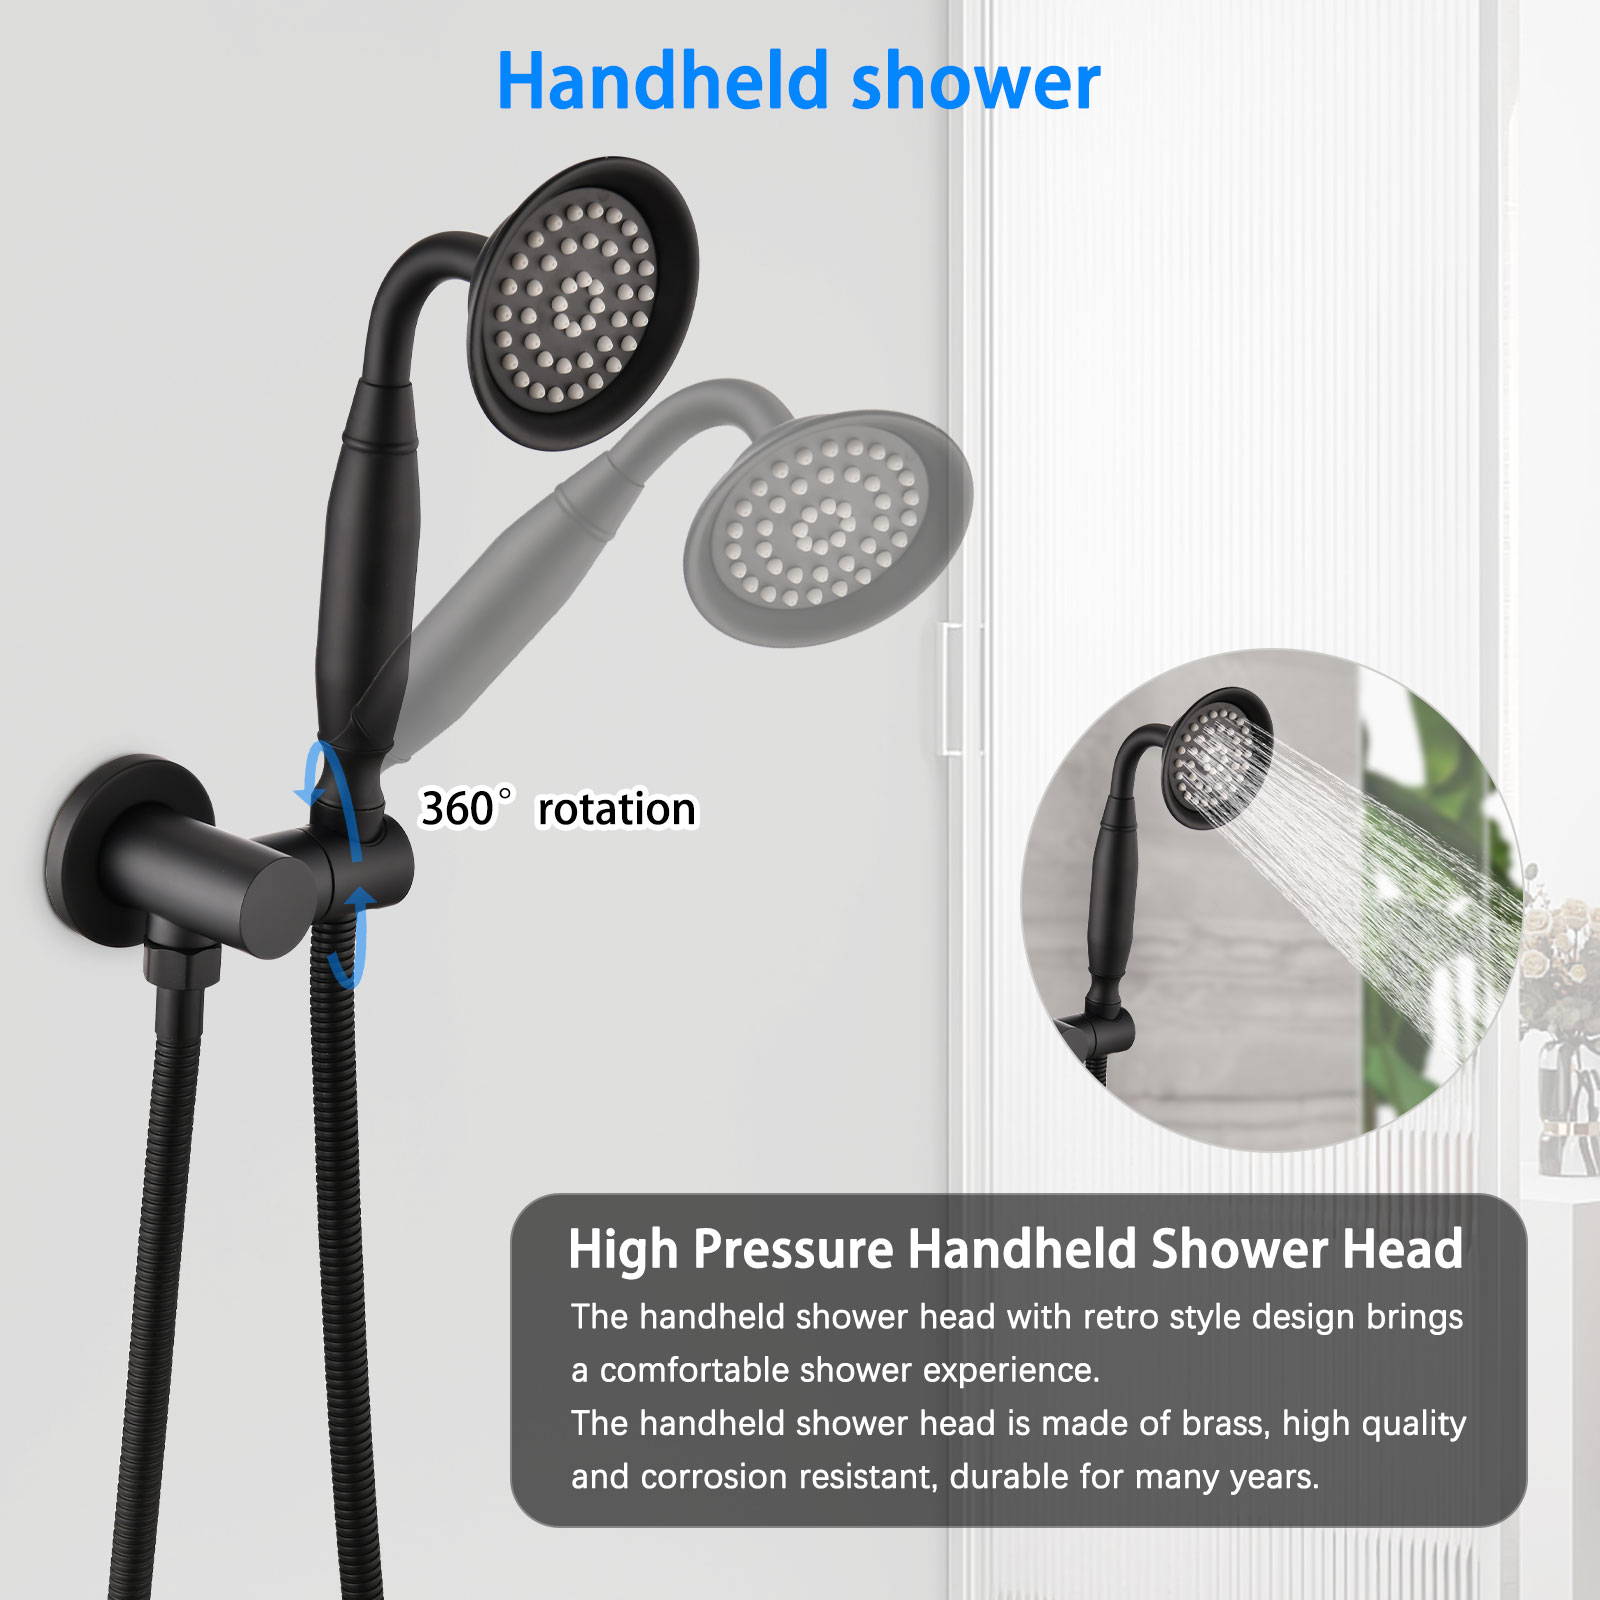 Handheld shower
360° rotation
High Pressure Handheld Shower Head
The handheld shower head with retro style design brings
a comfortable shower experience.
The handheld shower head is made of brass, high quality
and corrosion resistant, durable for many years.